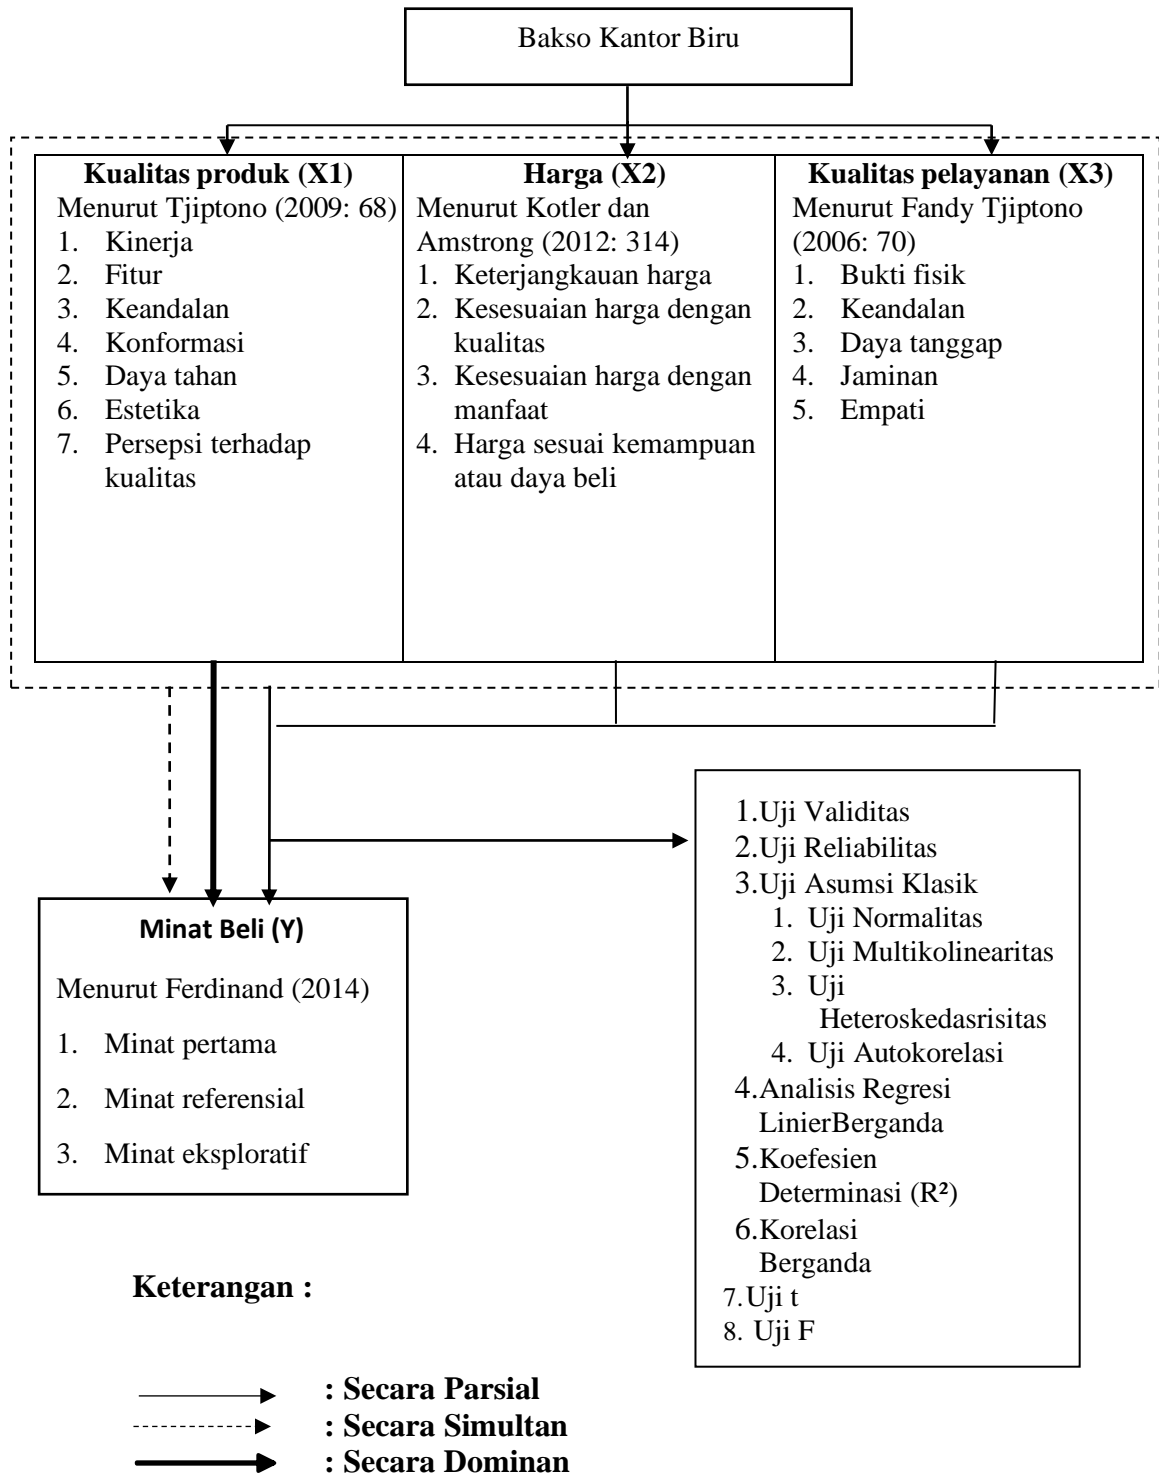 Bakso Kantor Biru
Kualitas produk (X1)
Menurut Tjiptono (2009: 68)
1. Kinerja
2. Fitur
3. Keandalan
4. Konformasi
5. Daya tahan
6. Estetika
7. Persepsi terhadap
kualitas
Harga (X2)
Menurut Kotler dan
Amstrong (2012: 314)
1. Keterjangkauan harga
2. Kesesuaian harga dengan
kualitas
3. Kesesuaian harga dengan
manfaat
4. Harga sesuai kemampuan
atau daya beli
Kualitas pelayanan (X3)
Menurut Fandy Tjiptono
(2006: 70)
1. Bukti fisik
2. Keandalan
3. Daya tanggap
4. Jaminan
5. Empati
Minat Beli (Y)
Menurut Ferdinand (2014)
1. Minat pertama
2. Minat referensial
3. Minat eksploratif
1.Uji Validitas
2.Uji Reliabilitas
3.Uji Asumsi Klasik
1. Uji Normalitas
2. Uji Multikolinearitas
3. Uji
Heteroskedasrisitas
4. Uji Autokorelasi
4.Analisis Regresi
LinierBerganda
5.Koefesien
Determinasi (R²)
6.Korelasi
Berganda
7.Uji t
8. Uji F
Keterangan :
: Secara Parsial
: Secara Simultan
: Secara Dominan